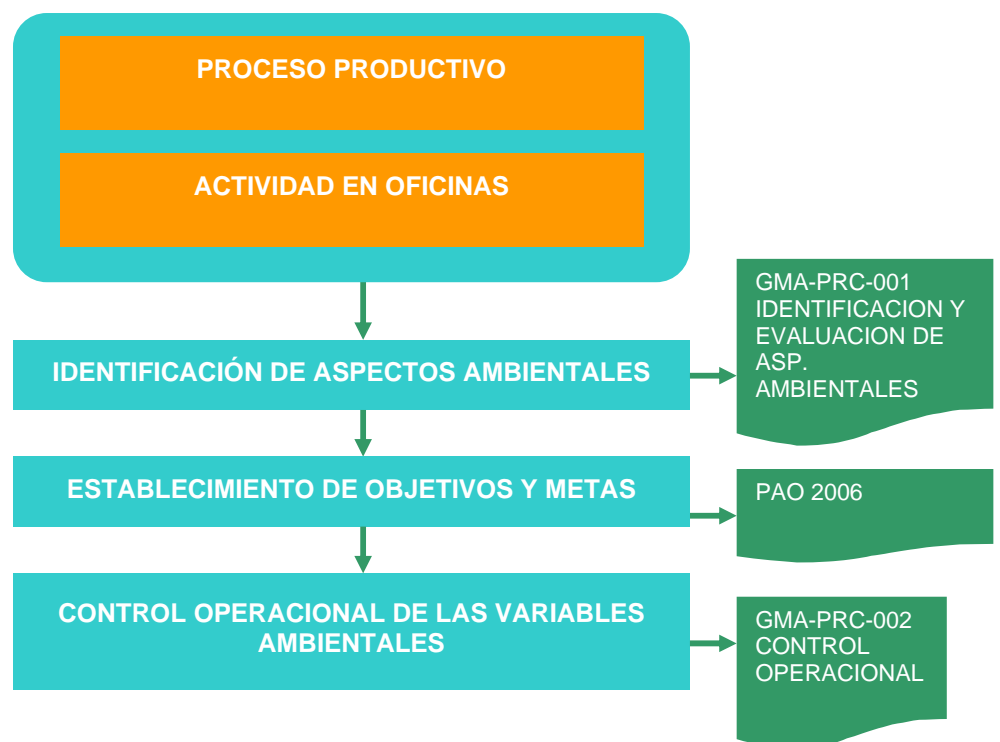 PROCESO PRODUCTIVO
ACTIVIDAD EN OFICINAS
IDENTIFICACIÓN DE ASPECTOS AMBIENTALES
GMA-PRC-001
IDENTIFICACION Y
EVALUACION DE
ASP.
AMBIENTALES
ESTABLECIMIENTO DE OBJETIVOS Y METAS
PAO 2006
CONTROL OPERACIONAL DE LAS VARIABLES
AMBIENTALES
GMA-PRC-002
CONTROL
OPERACIONAL